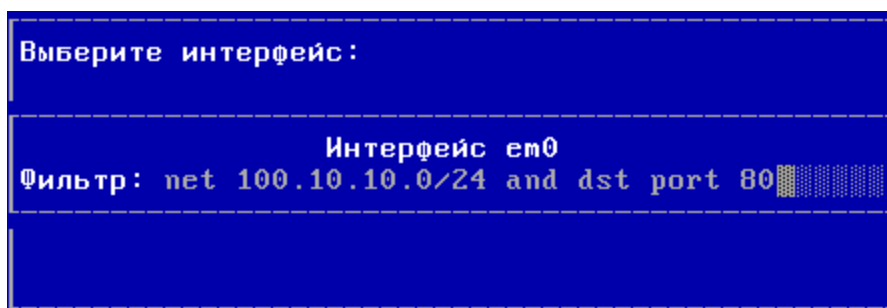 Выберите интерфейс:
Интерфейс em0
Фильтр: net 100.10.10.0/24 and dst port 80